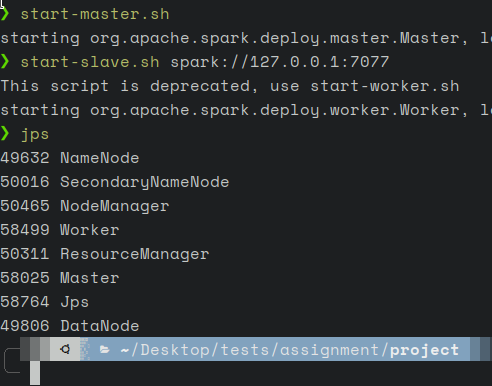 ❯ start-master.sh
starting org.apache.spark.deploy.master.Master, l
❯ start-slave.sh spark://127.0.0.1:7077
This script is deprecated, use start-worker.sh
starting org.apache.spark.deploy.worker.Worker, l
❯ jps
49632 NameNode
50016 SecondaryNameNode
50465 NodeManager
58499 Worker
50311 ResourceManager
58025 Master
58764 Jps
49806 DataNode
~/Desktop/tests/assignment/project